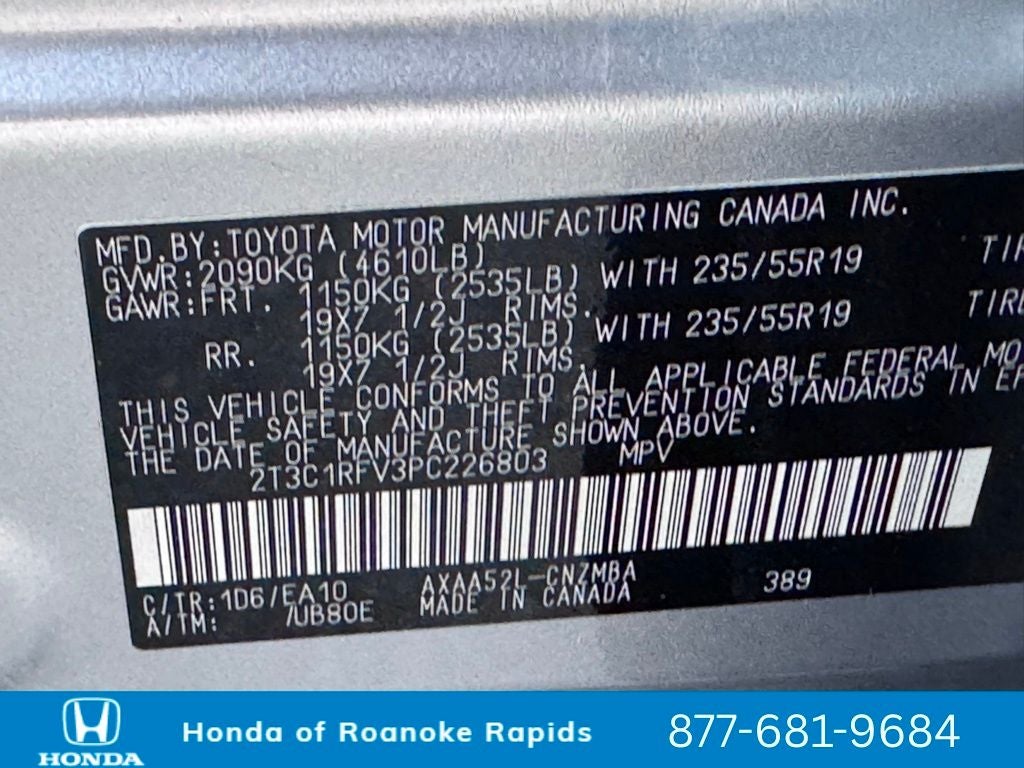 MFD.BY:TOYOTA MOTOR MANUFACTURING CANADA INC.
GVWR:2090KG (4610LB)
GAWR:FRT. 1150KG (2535LB) WITH 235/55R19
19X7 1/2J RIMS.
RR. 1150KG (2535LB) WITH 235/55R19
19X7 1/2J RIMS.
THIS VEHICLE CONFORMS TO ALL APPLICABLE FEDERAL
VEHICLE SAFETY AND THEFT PREVENTION STANDARDS IN
THE DATE OF MANUFACTURE SHOWN ABOVE.
2T3C1RFV3PC226803 MPV
C/TR:1D6/EA10 AXAA52L-CNZMBA 389
A/TM: /UB80E MADE IN CANADA
HONDA
Honda of Roanoke Rapids
877-681-9684